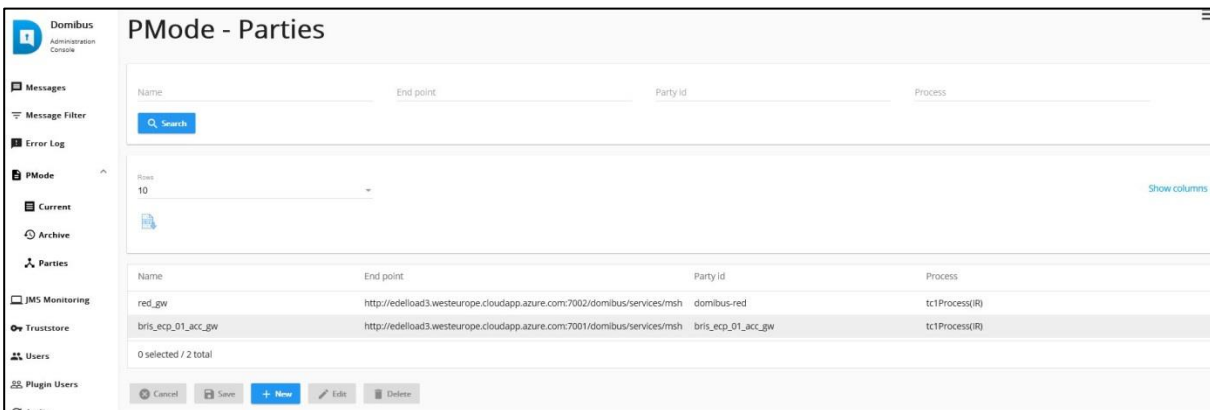 Domibus
Administration
Console
PMode - Parties
Messages
Message Filter
Error Log
PMode
Current
Archive
Parties
JMS Monitoring
Truststore
Users
Plugin Users
Name End point Party Id Process
Search
Rows
10
Show columns
Name End point Party id Process
red_gw http://edelload3.westeurope.cloudapp.azure.com:7002/domibus/services/msh domibus-red tc1Process(IR)
bris_ecp_01_acc_gw http://edelload3.westeurope.cloudapp.azure.com:7001/domibus/services/msh bris_ecp_01_acc_gw tc1Process(IR)
0 selected / 2 total
Cancel Save + New Edit Delete